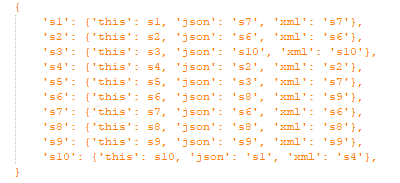 {
's1': {'this': s1, 'json': 's7', 'xml': 's7'},
's2': {'this': s2, 'json': 's6', 'xml': 's6'},
's3': {'this': s3, 'json': 's10', 'xml': 's10'},
's4': {'this': s4, 'json': 's2', 'xml': 's2'},
's5': {'this': s5, 'json': 's3', 'xml': 's7'},
's6': {'this': s6, 'json': 's8', 'xml': 's9'},
's7': {'this': s7, 'json': 's6', 'xml': 's6'},
's8': {'this': s8, 'json': 's8', 'xml': 's8'},
's9': {'this': s9, 'json': 's9', 'xml': 's9'},
's10': {'this': s10, 'json': 's1', 'xml': 's4'},
}